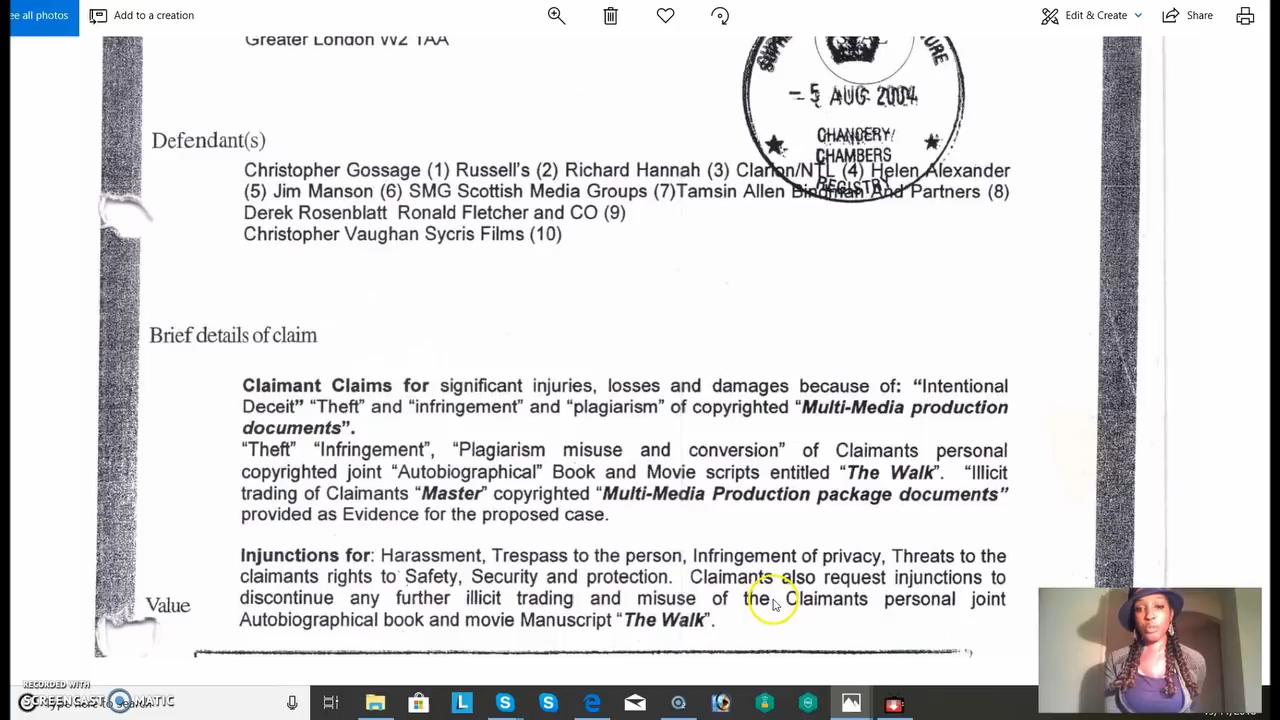 ee all photos
Add to a creation
Edit & Create
Share
Greater London W2 1AA
- 5 AUG 2004
CHANCERY
CHAMBERS
REGISTRY
Defendant(s)
Christopher Gossage (1) Russell's (2) Richard Hannah (3) Clarion/NTL (4) Helen Alexander
(5) Jim Manson (6) SMG Scottish Media Groups (7)Tamsin Allen Bindman And Partners (8)
Derek Rosenblatt Ronald Fletcher and CO (9)
Christopher Vaughan Sycris Films (10)
Brief details of claim
Claimant Claims for significant injuries, losses and damages because of: “Intentional
Deceit” “Theft” and “infringement” and “plagiarism” of copyrighted “Multi-Media production
documents”.
“Theft” “Infringement”, “Plagiarism misuse and conversion” of Claimants personal
copyrighted joint “Autobiographical” Book and Movie scripts entitled “The Walk”. “Illicit
trading of Claimants “Master” copyrighted “Multi-Media Production package documents”
provided as Evidence for the proposed case.
Injunctions for: Harassment, Trespass to the person, Infringement of privacy, Threats to the
claimants rights to Safety, Security and protection. Claimants also request injunctions to
discontinue any further illicit trading and misuse of the Claimants personal joint
Autobiographical book and movie Manuscript “The Walk”.
Value
RECORDED WITH
SCREENCAST MATIC